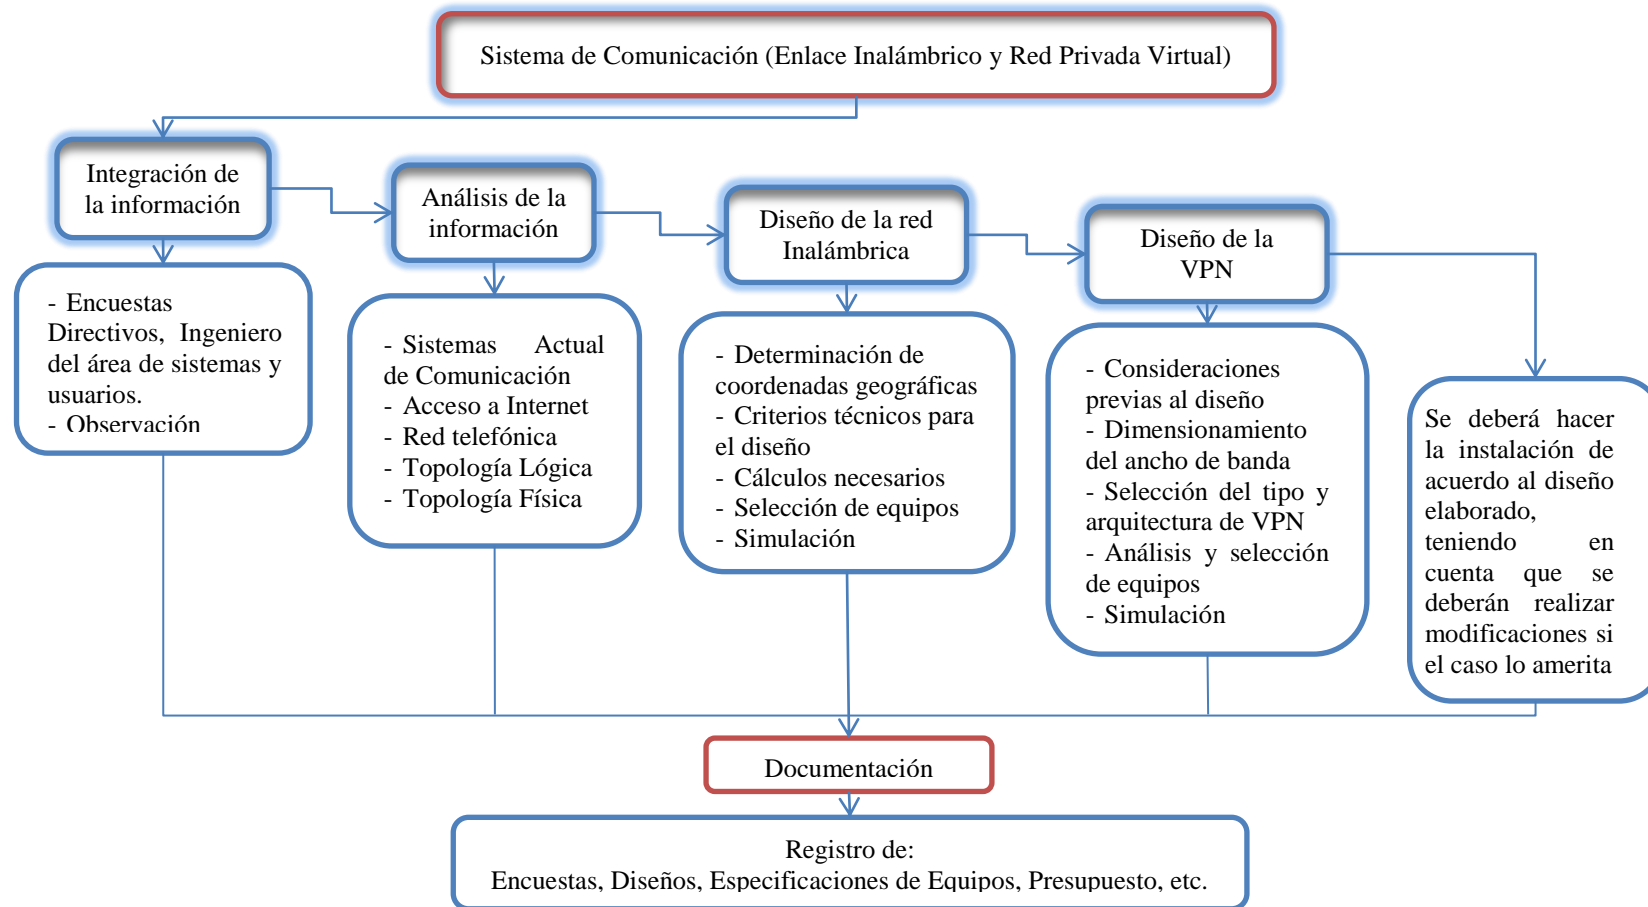 Sistema de Comunicación (Enlace Inalámbrico y Red Privada Virtual)
Integración de
la información
Análisis de la
información
Diseño de la red
Inalámbrica
Diseño de la
VPN
- Encuestas
Directivos, Ingeniero
del área de sistemas y
usuarios.
- Observación
- Sistemas Actual
de Comunicación
- Acceso a Internet
- Red telefónica
- Topología Lógica
- Topología Física
- Determinación de
coordenadas geográficas
- Criterios técnicos para
el diseño
- Cálculos necesarios
- Selección de equipos
- Simulación
- Consideraciones
previas al diseño
- Dimensionamiento
del ancho de banda
- Selección del tipo y
arquitectura de VPN
- Análisis y selección
de equipos
- Simulación
Se deberá hacer
la instalación de
acuerdo al diseño
elaborado,
teniendo en
cuenta que se
deberán realizar
modificaciones si
el caso lo amerita
Documentación
Registro de:
Encuestas, Diseños, Especificaciones de Equipos, Presupuesto, etc.